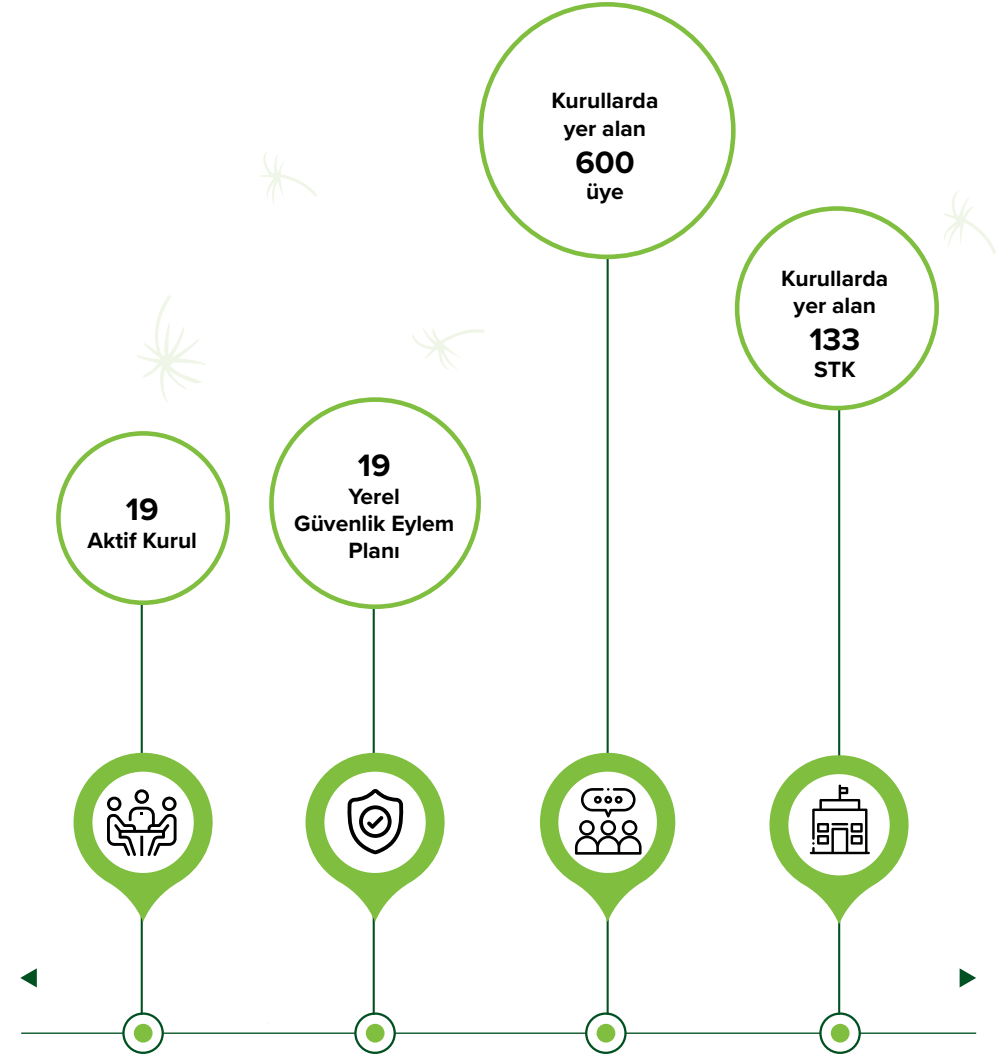 19
Aktif Kurul
19
Yerel
Güvenlik Eylem
Planı
Kurullarda
yer alan
600
üye
Kurullarda
yer alan
133
STK